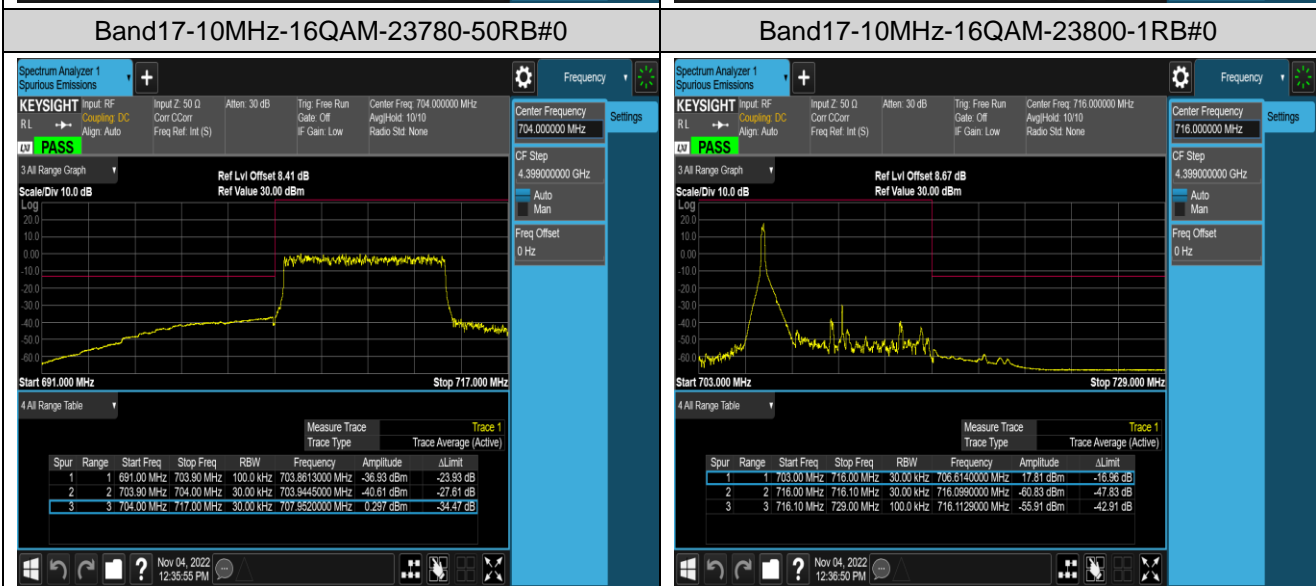 Band17-10MHz-16QAM-23780-50RB#0
Spectrum Analyzer 1
Spurious Emissions
Frequency
KEYSIGHT Input: RF Input Z: 50 Ω Atten: 30 dB Trig: Free Run Center Freq: 704.000000 MHz
R L Coupling: DC Corr CCorr Gate: Off Avg|Hold: 10/10
Align: Auto Freq Ref: Int (S) IF Gain: Low Radio Std: None
LXI PASS
Center Frequency
704.000000 MHz
Settings
CF Step
4.399000000 GHz
Auto
Man
Freq Offset
0 Hz
3 All Range Graph
Ref Lvl Offset 8.41 dB
Scale/Div 10.0 dB Ref Value 30.00 dBm
Log
20.0
10.0
0.00
-10.0
-20.0
-30.0
-40.0
-50.0
-60.0
Start 691.000 MHz Stop 717.000 MHz
4 All Range Table
Measure Trace Trace 1
Trace Type Trace Average (Active)
Spur Range Start Freq Stop Freq RBW Frequency Amplitude ΔLimit
1 1 691.00 MHz 703.90 MHz 100.0 kHz 703.8613000 MHz -36.93 dBm -23.93 dB
2 2 703.90 MHz 704.00 MHz 30.00 kHz 703.9445000 MHz -40.61 dBm -27.61 dB
3 3 704.00 MHz 717.00 MHz 30.00 kHz 707.9520000 MHz 0.297 dBm -34.47 dB
?
Nov 04, 2022
12:35:55 PM
Band17-10MHz-16QAM-23800-1RB#0
Spectrum Analyzer 1
Spurious Emissions
Frequency
KEYSIGHT Input: RF Input Z: 50 Ω Atten: 30 dB Trig: Free Run Center Freq: 716.000000 MHz
R L Coupling: DC Corr CCorr Gate: Off Avg|Hold: 10/10
Align: Auto Freq Ref: Int (S) IF Gain: Low Radio Std: None
LXI PASS
Center Frequency
716.000000 MHz
Settings
CF Step
4.399000000 GHz
Auto
Man
Freq Offset
0 Hz
3 All Range Graph
Ref Lvl Offset 8.67 dB
Scale/Div 10.0 dB Ref Value 30.00 dBm
Log
20.0
10.0
0.00
-10.0
-20.0
-30.0
-40.0
-50.0
-60.0
Start 703.000 MHz Stop 729.000 MHz
4 All Range Table
Measure Trace Trace 1
Trace Type Trace Average (Active)
Spur Range Start Freq Stop Freq RBW Frequency Amplitude ΔLimit
1 1 703.00 MHz 716.00 MHz 30.00 kHz 706.6140000 MHz 17.81 dBm -16.96 dB
2 2 716.00 MHz 716.10 MHz 30.00 kHz 716.0990000 MHz -60.83 dBm -47.83 dB
3 3 716.10 MHz 729.00 MHz 100.0 kHz 716.1129000 MHz -55.91 dBm -42.91 dB
?
Nov 04, 2022
12:36:50 PM